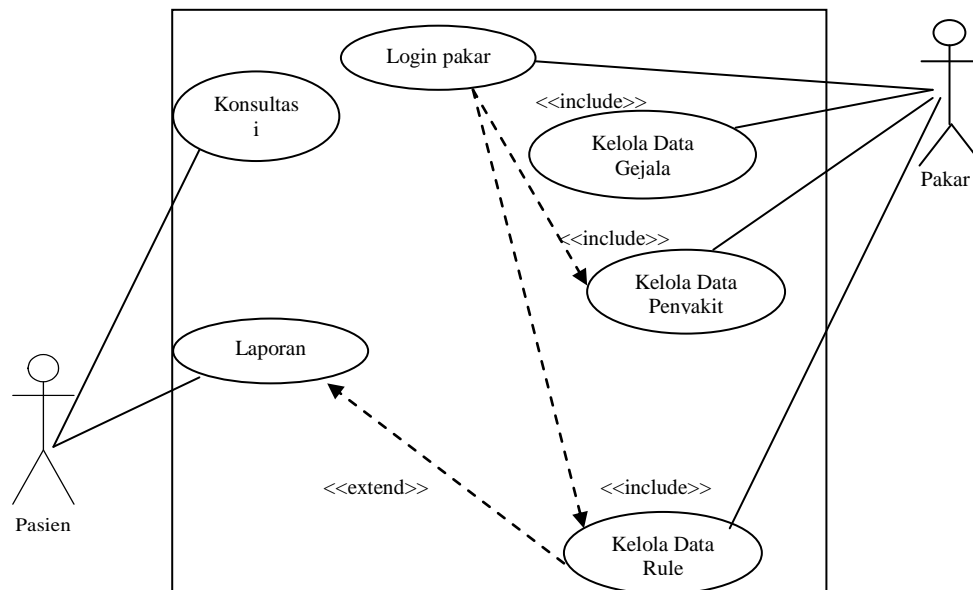 Login pakar
Konsultas
i
<<include>>
Kelola Data
Gejala
Pakar
<<include>>
Kelola Data
Penyakit
Laporan
<<extend>>
<<include>>
Pasien
Kelola Data
Rule